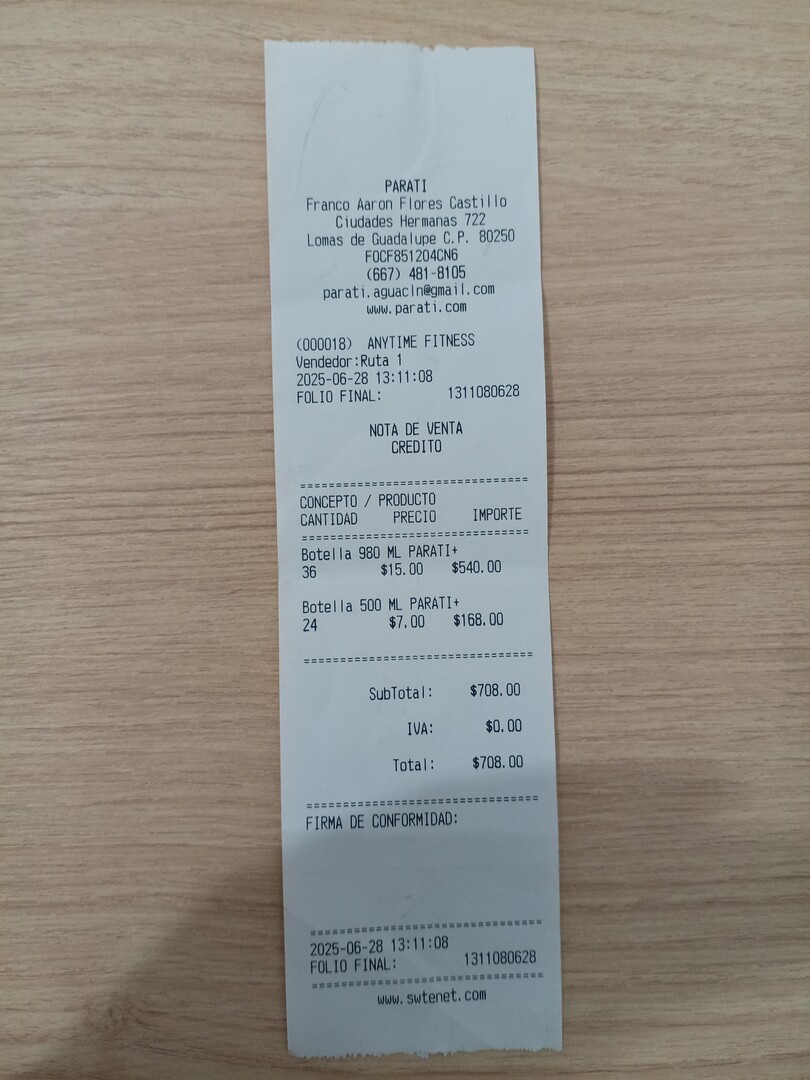 PARATI
Franco Aaron Flores Castillo
Ciudades Hermanas 722
Lomas de Guadalupe C.P. 80250
FOCF851204CN6
(667) 481-8105
parati.aguacln@gmail.com
www.parati.com
(000018) ANYTIME FITNESS
Vendedor:Ruta 1
2025-06-28 13:11:08
FOLIO FINAL: 1311080628
NOTA DE VENTA
CREDITO
================================
CONCEPTO / PRODUCTO
CANTIDAD PRECIO IMPORTE
================================
Botella 980 ML PARATI+
36 $15.00 $540.00
Botella 500 ML PARATI+
24 $7.00 $168.00
================================
SubTotal: $708.00
IVA: $0.00
Total: $708.00
================================
FIRMA DE CONFORMIDAD:
================================
2025-06-28 13:11:08
FOLIO FINAL: 1311080628
================================
www.swtenet.com